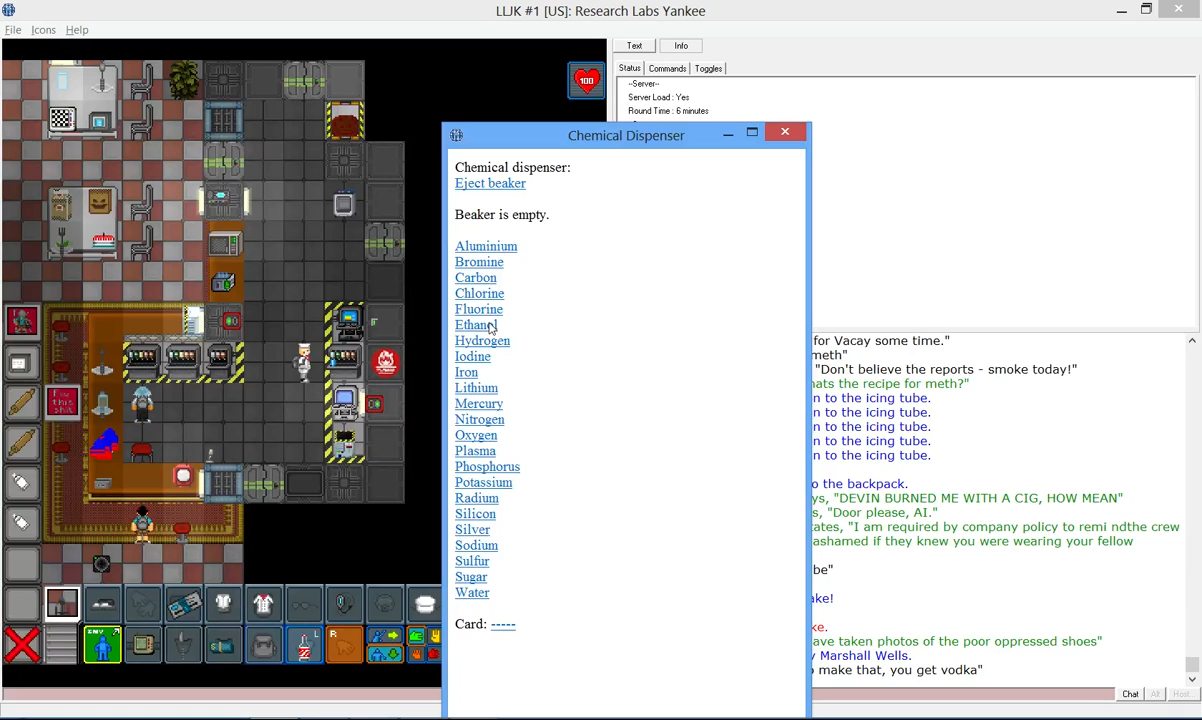 LLJK #1 [US]: Research Labs Yankee
File Icons Help
Text Info
Status Commands Toggles
--Server--
Server Load : Yes
Round Time : 6 minutes
100
Chemical Dispenser
Chemical dispenser:
Eject beaker
Beaker is empty.
Aluminium
Bromine
Carbon
Chlorine
Fluorine
Ethanol
Hydrogen
Iodine
Iron
Lithium
Mercury
Nitrogen
Oxygen
Plasma
Phosphorus
Potassium
Radium
Silicon
Silver
Sodium
Sulfur
Sugar
Water
Card: -----
for Vacay some time."
meth"
"Don't believe the reports - smoke today!"
hats the recipe for meth?"
n to the icing tube.
n to the icing tube.
n to the icing tube.
n to the icing tube.
n to the icing tube.
o the backpack.
ys, "DEVIN BURNED ME WITH A CIG, HOW MEAN"
s, "Door please, AI."
tates, "I am required by company policy to remi ndthe crew
ashamed if they knew you were wearing your fellow
be"
ake!
ke.
ave taken photos of the poor oppressed shoes"
y Marshall Wells.
o make that, you get vodka"
Chat Alt Host
INV
L
R